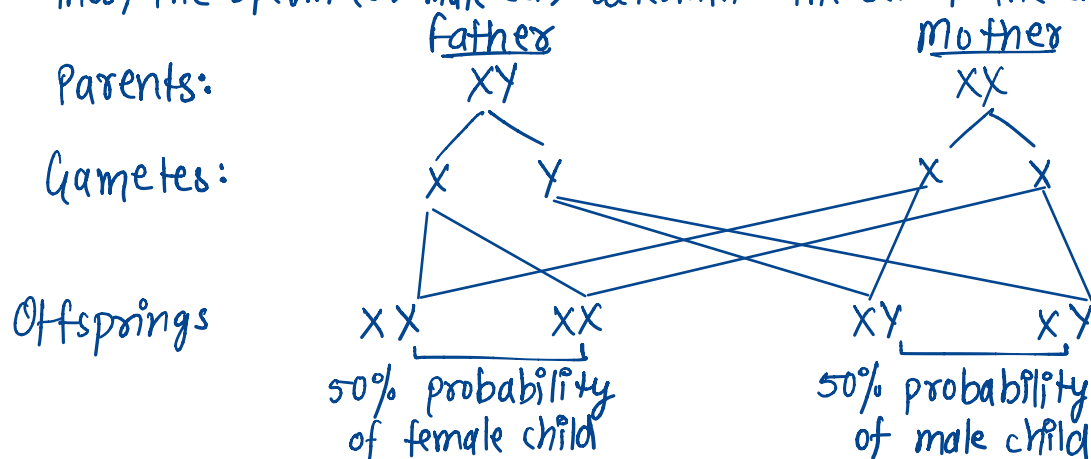 Father Mother
Parents: XY XX
Gametes: X Y X X
Offsprings XX XX XY XY
50% probability 50% probability
of female child of male child